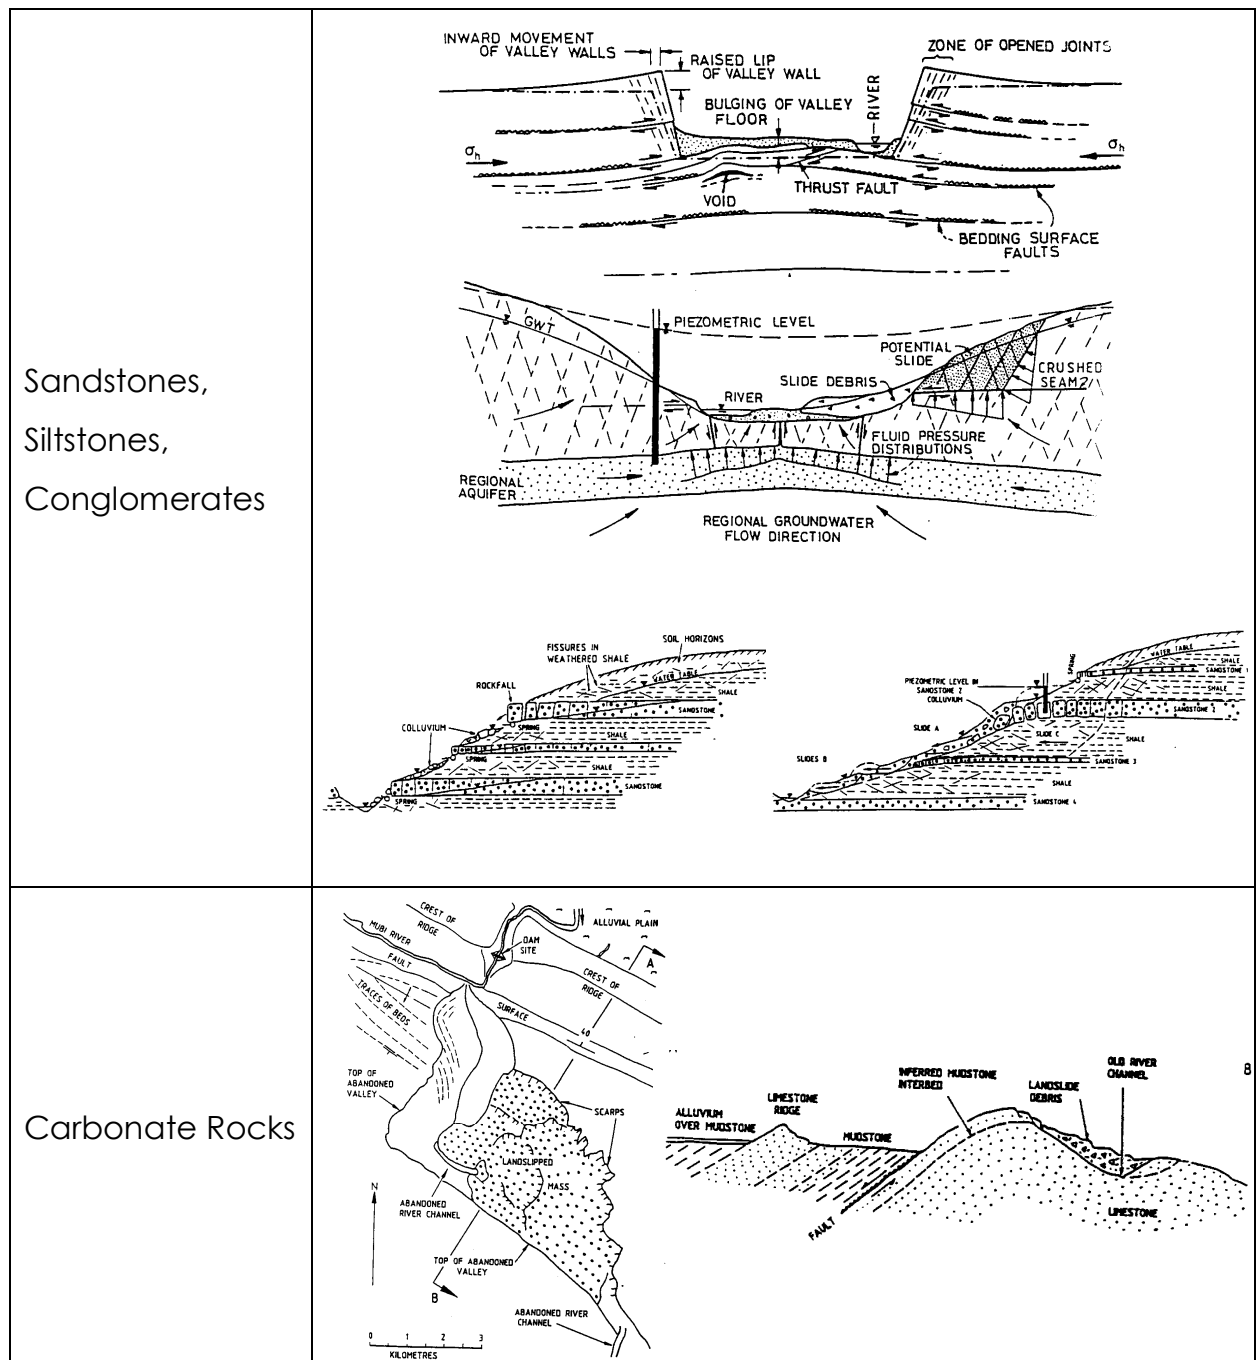 Sandstones,
Siltstones,
Conglomerates
INWARD MOVEMENT
OF VALLEY WALLS
RAISED LIP
OF VALLEY WALL
ZONE OF OPENED JOINTS
BULGING OF VALLEY
FLOOR
RIVER
σh
σh
THRUST FAULT
VOID
BEDDING SURFACE
FAULTS
GWT
PIEZOMETRIC LEVEL
POTENTIAL
SLIDE
CRUSHED
SEAM?
SLIDE DEBRIS
RIVER
FLUID PRESSURE
DISTRIBUTIONS
REGIONAL
AQUIFER
REGIONAL GROUNDWATER
FLOW DIRECTION
SOIL HORIZONS
FISSURES IN
WEATHERED SHALE
ROCKFALL
WATER TABLE
SHALE
SANDSTONE
COLLUVIUM
SPRING
SHALE
SPRING
SHALE
SANDSTONE
SPRING
SPRING
WATER TABLE
SHALE
SANDSTONE 1
PIEZOMETRIC LEVEL IN
SANDSTONE 2
SHALE
COLLUVIUM
SANDSTONE 2
SLIDE A
SLIDE C
SHALE
SLIDES B
SANDSTONE 3
SHALE
SANDSTONE 4
Carbonate Rocks
CREST OF
RIDGE
ALLUVIAL PLAIN
MUBI RIVER
DAM
SITE
A
FAULT
CREST OF
RIDGE
TRACES OF BEDS
SURFACE
40
TOP OF
ABANDONED
VALLEY
SCARPS
LANDSLIPPED
MASS
N
ABANDONED
RIVER CHANNEL
TOP OF ABANDONED
VALLEY
B
ABANDONED RIVER
CHANNEL
0 1 2 3
KILOMETRES
OLD RIVER
CHANNEL
B
INFERRED MUDSTONE
INTERBED
LANDSLIDE
DEBRIS
LIMESTONE
RIDGE
ALLUVIUM
OVER MUDSTONE
MUDSTONE
LIMESTONE
FAULT